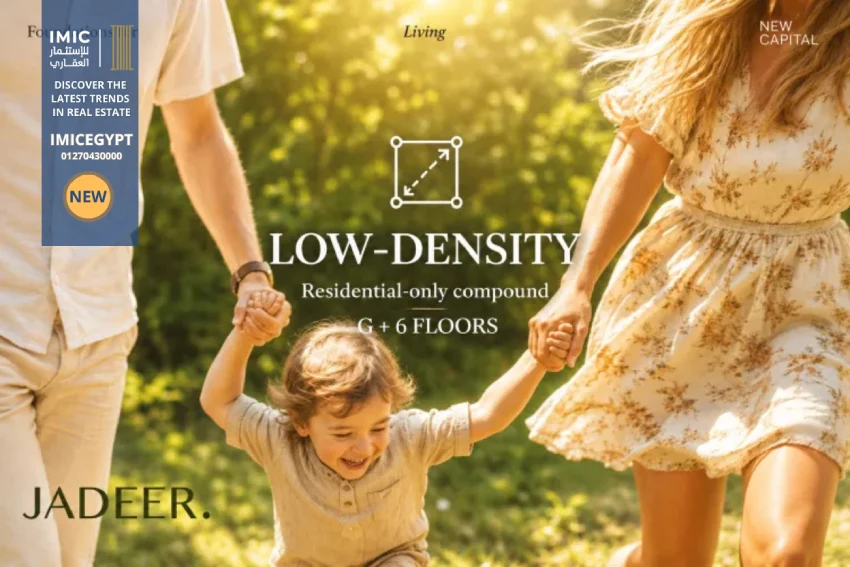 Living
NEW
CAPITAL
IMIC
للإستثمار
العقـاري
DISCOVER THE
LATEST TRENDS
IN REAL ESTATE
IMICEGYPT
01270430000
NEW
LOW-DENSITY
Residential-only compound
G + 6 FLOORS
JADEER.